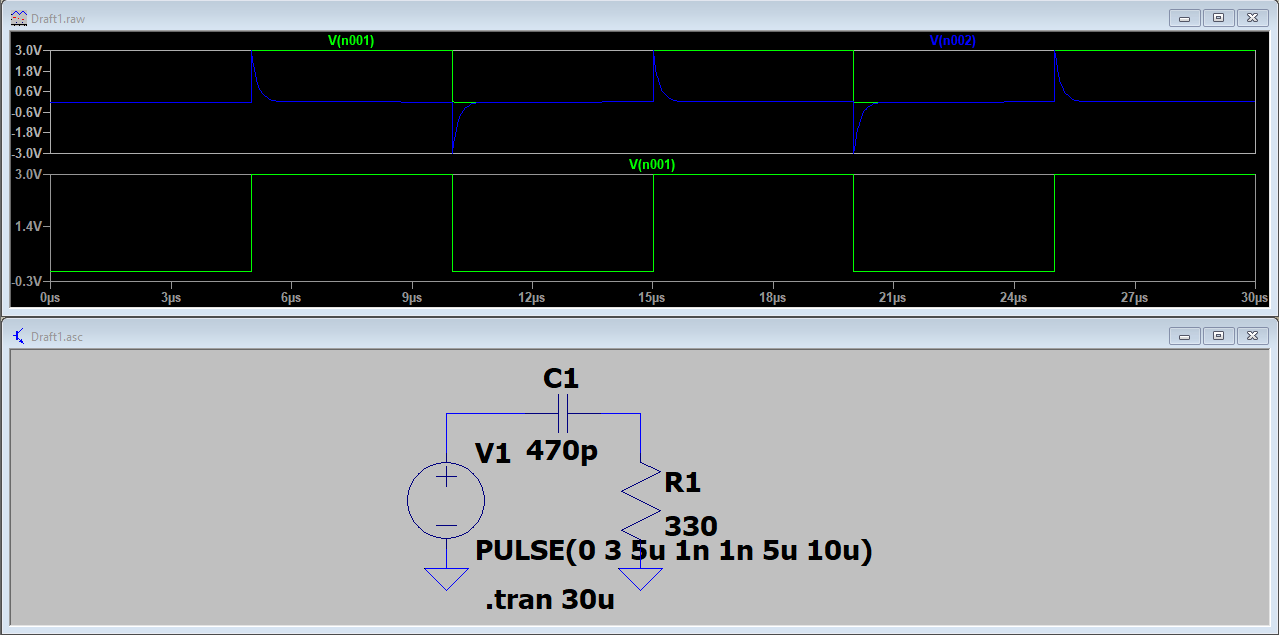 Draft1.raw
V(n001) V(n002)
3.0V
1.8V
0.6V
-0.6V
-1.8V
-3.0V
V(n001)
3.0V
1.4V
-0.3V
0µs 3µs 6µs 9µs 12µs 15µs 18µs 21µs 24µs 27µs 30µs
Draft1.asc
C1
V1 470p
R1
330
PULSE(0 3 5u 1n 1n 5u 10u)
.tran 30u